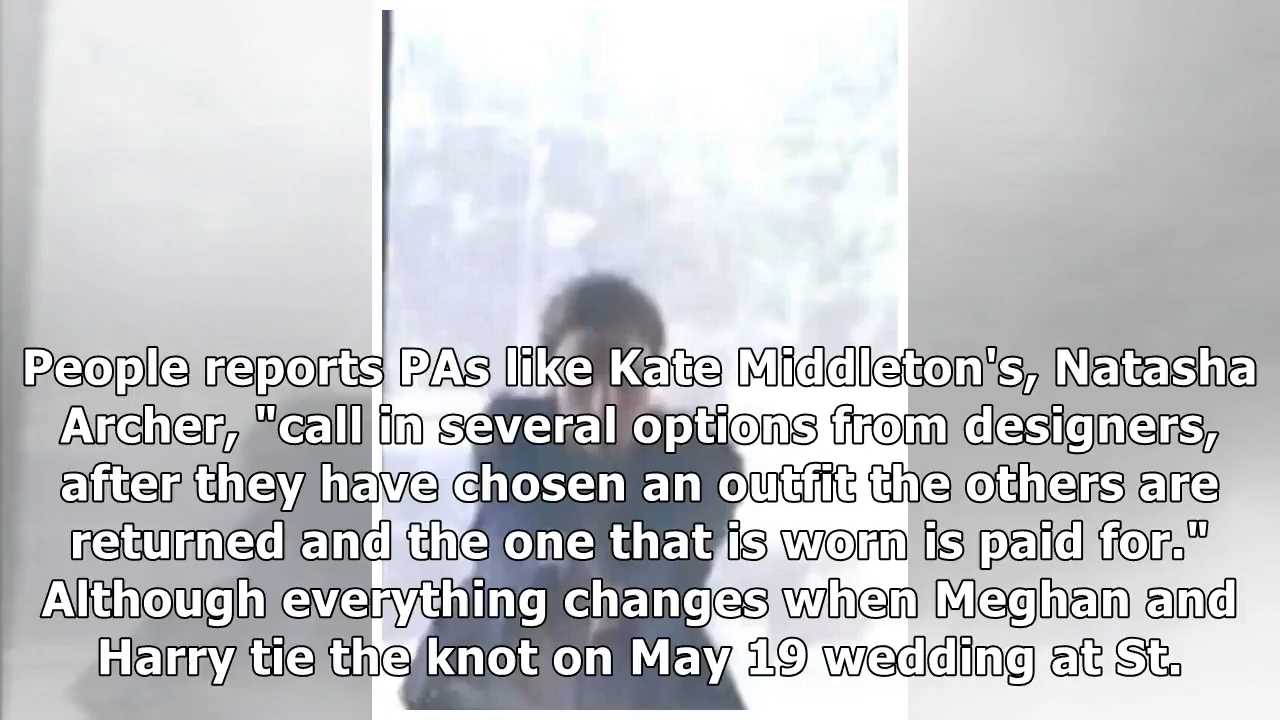 People reports PAs like Kate Middleton's, Natasha
Archer, "call in several options from designers,
after they have chosen an outfit the others are
returned and the one that is worn is paid for."
Although everything changes when Meghan and
Harry tie the knot on May 19 wedding at St.